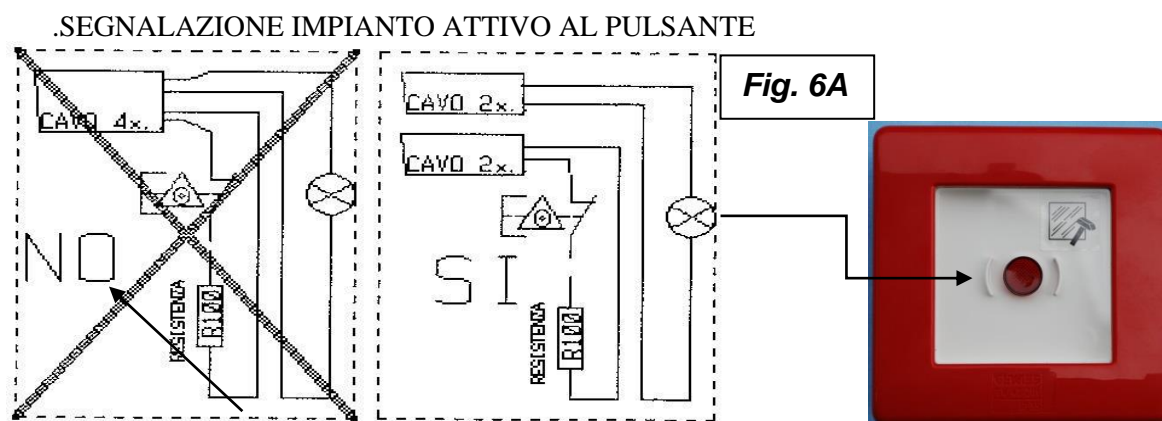 .SEGNALAZIONE IMPIANTO ATTIVO AL PULSANTE
Fig. 6A
CAVO 4x.
NO
RESISTENZA
R100
CAVO 2x.
CAVO 2x.
SI
RESISTENZA
R100